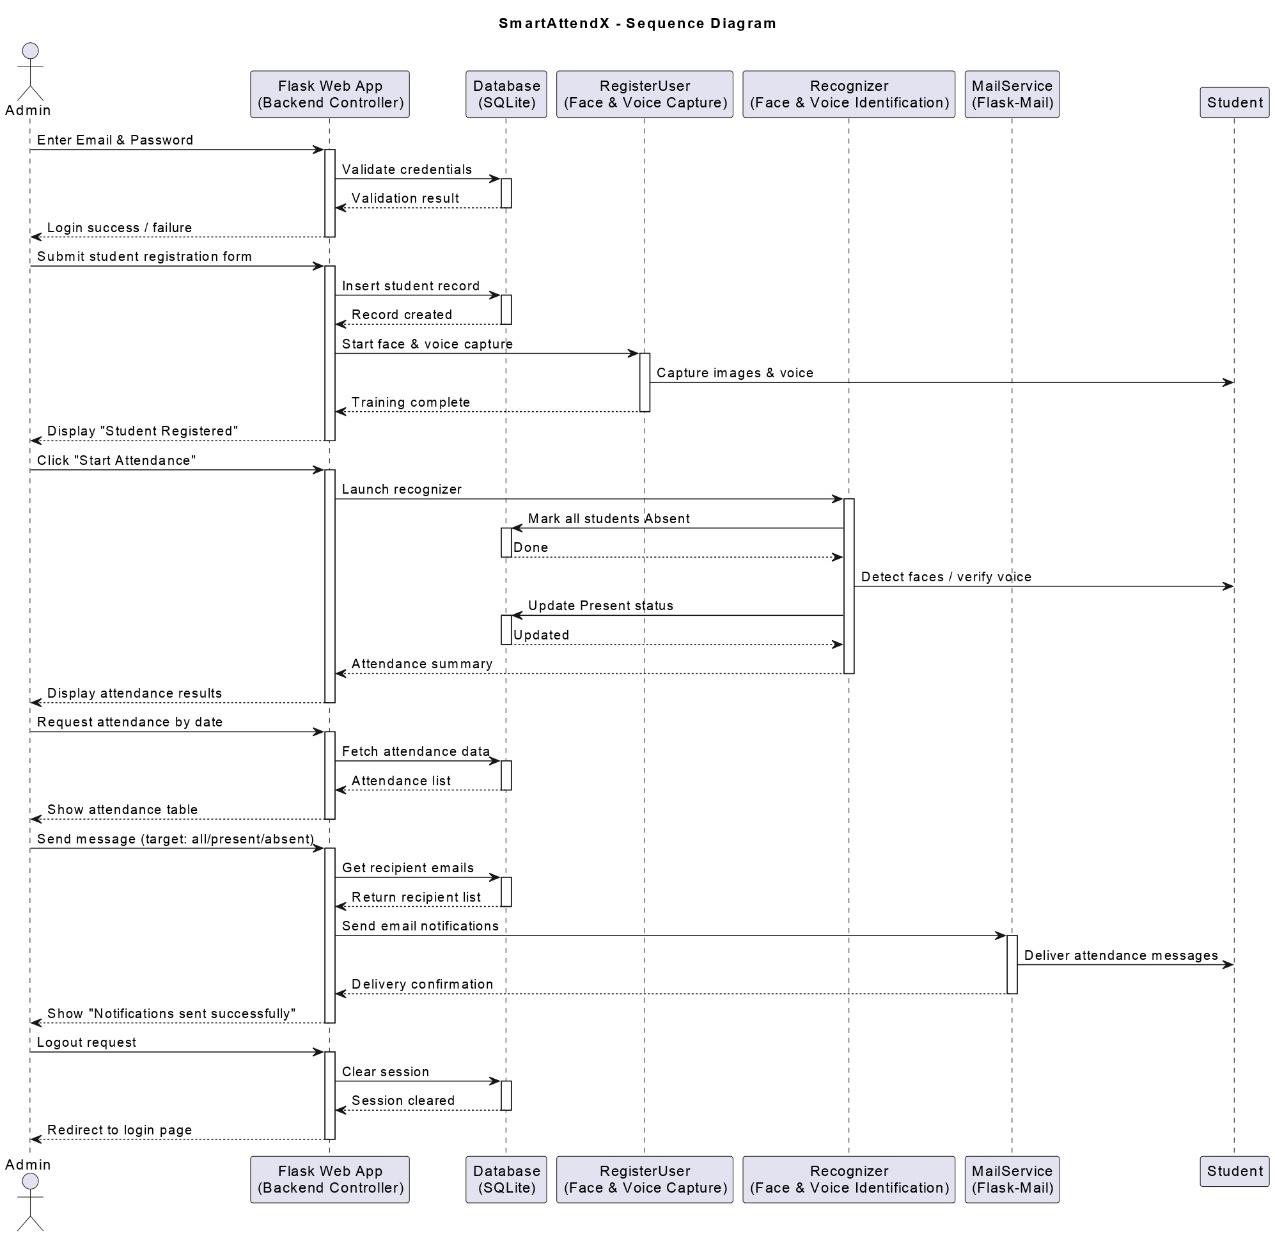 SmartAttendX - Sequence Diagram
Admin
Flask Web App
(Backend Controller)
Database
(SQLite)
RegisterUser
(Face & Voice Capture)
Recognizer
(Face & Voice Identification)
MailService
(Flask-Mail)
Student
Enter Email & Password
Validate credentials
Validation result
Login success / failure
Submit student registration form
Insert student record
Record created
Start face & voice capture
Capture images & voice
Training complete
Display "Student Registered"
Click "Start Attendance"
Launch recognizer
Mark all students Absent
Done
Detect faces / verify voice
Update Present status
Updated
Attendance summary
Display attendance results
Request attendance by date
Fetch attendance data
Attendance list
Show attendance table
Send message (target: all/present/absent)
Get recipient emails
Return recipient list
Send email notifications
Deliver attendance messages
Delivery confirmation
Show "Notifications sent successfully"
Logout request
Clear session
Session cleared
Redirect to login page
Admin
Flask Web App
(Backend Controller)
Database
(SQLite)
RegisterUser
(Face & Voice Capture)
Recognizer
(Face & Voice Identification)
MailService
(Flask-Mail)
Student